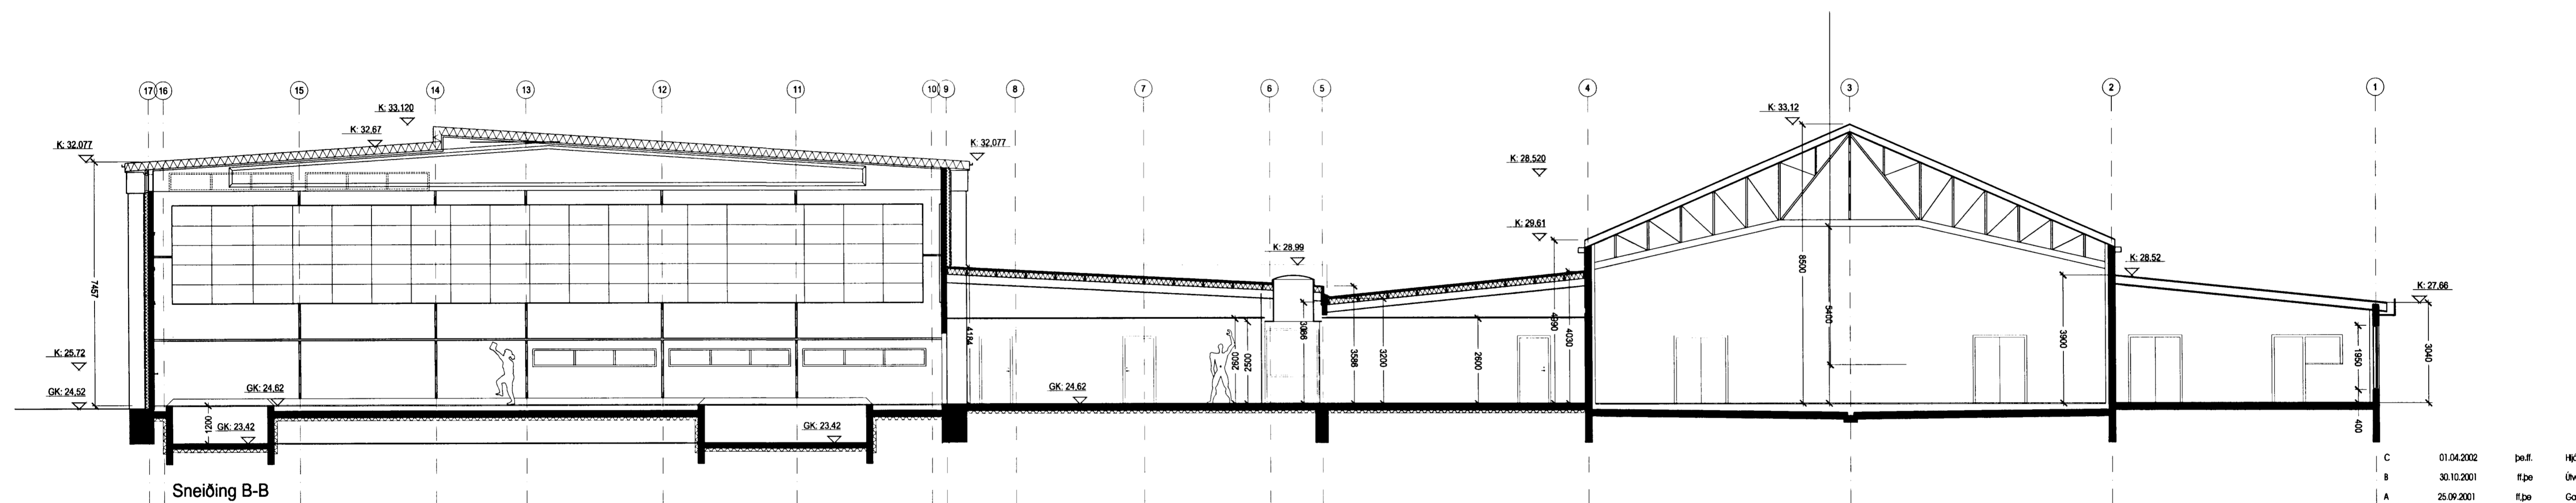 17 16 15 14 13 12 11 10 9 8 7 6 5 4 3 2 1
K: 33,120
K: 33,12
K: 32,67
K: 32,077
K: 32,077
K: 28,520
K: 29,61
K: 28,99
K: 28,52
K: 27,66
7457
8500
5400
4990
4030
3900
4184
2600
2520
3096
3586
3200
2600
1950
3040
400
K: 25,72
GK: 24,52
GK: 24,62
GK: 24,62
1201
GK: 23,42
GK: 23,42
Sneiðing B-B
C 01.04.2002 þe.ff.
B 30.10.2001 ff.þe
A 25.09.2001 ff.þe